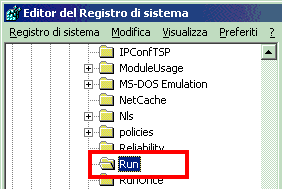 Editor del Registro di sistema
Registro di sistema Modifica Visualizza Preferiti ?
IPConfTSP
ModuleUsage
MS-DOS Emulation
NetCache
Nls
policies
Reliability
Run
RunOnce